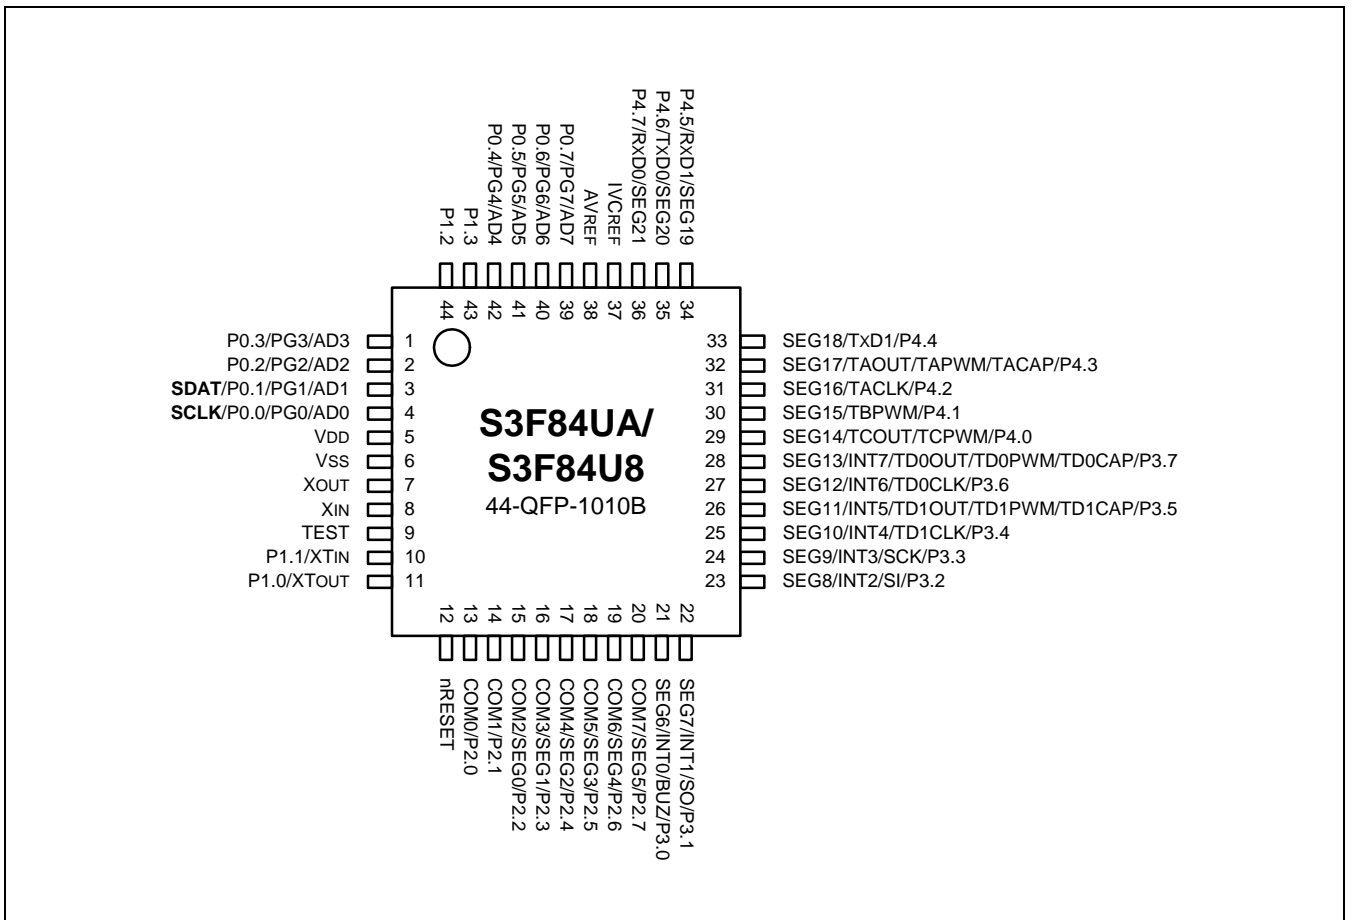 P1.2
P1.3
P0.4/PG4/AD4
P0.5/PG5/AD5
P0.6/PG6/AD6
P0.7/PG7/AD7
AVREF
IVCREF
P4.7/RxD0/SEG21
P4.6/TxD0/SEG20
P4.5/RxD1/SEG19
44
43
42
41
40
39
38
37
36
35
34
P0.3/PG3/AD3 1
P0.2/PG2/AD2 2
SDAT/P0.1/PG1/AD1 3
SCLK/P0.0/PG0/AD0 4
VDD 5
VSS 6
XOUT 7
XIN 8
TEST 9
P1.1/XTIN 10
P1.0/XTOUT 11
S3F84UA/
S3F84U8
44-QFP-1010B
33 SEG18/TxD1/P4.4
32 SEG17/TAOUT/TAPWM/TACAP/P4.3
31 SEG16/TACLK/P4.2
30 SEG15/TBPWM/P4.1
29 SEG14/TCOUT/TCPWM/P4.0
28 SEG13/INT7/TD0OUT/TD0PWM/TD0CAP/P3.7
27 SEG12/INT6/TD0CLK/P3.6
26 SEG11/INT5/TD1OUT/TD1PWM/TD1CAP/P3.5
25 SEG10/INT4/TD1CLK/P3.4
24 SEG9/INT3/SCK/P3.3
23 SEG8/INT2/SI/P3.2
12
13
14
15
16
17
18
19
20
21
22
nRESET
COM0/P2.0
COM1/P2.1
COM2/SEG0/P2.2
COM3/SEG1/P2.3
COM4/SEG2/P2.4
COM5/SEG3/P2.5
COM6/SEG4/P2.6
COM7/SEG5/P2.7
SEG6/INT0/BUZ/P3.0
SEG7/INT1/SO/P3.1